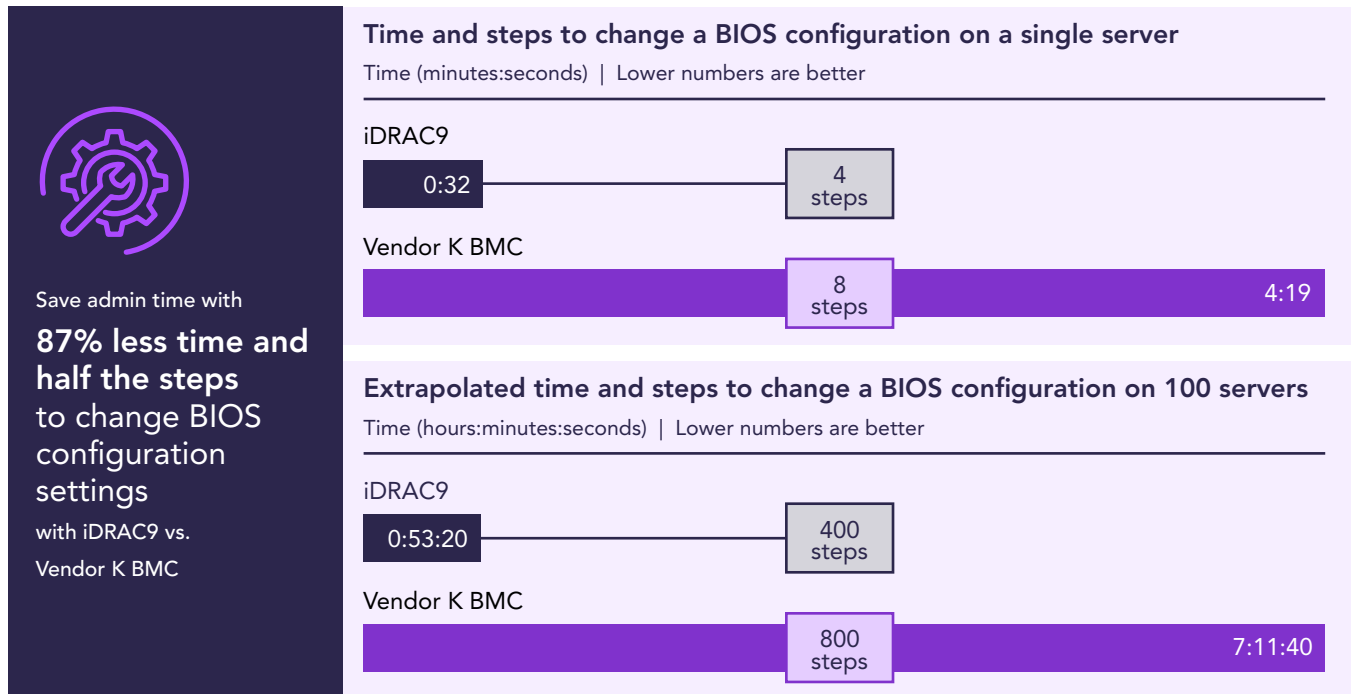 Save admin time with
87% less time and
half the steps
to change BIOS
configuration
settings
with iDRAC9 vs.
Vendor K BMC
Time and steps to change a BIOS configuration on a single server
Time (minutes:seconds) | Lower numbers are better
iDRAC9
0:32
4
steps
Vendor K BMC
8
steps
4:19
Extrapolated time and steps to change a BIOS configuration on 100 servers
Time (hours:minutes:seconds) | Lower numbers are better
iDRAC9
0:53:20
400
steps
Vendor K BMC
800
steps
7:11:40